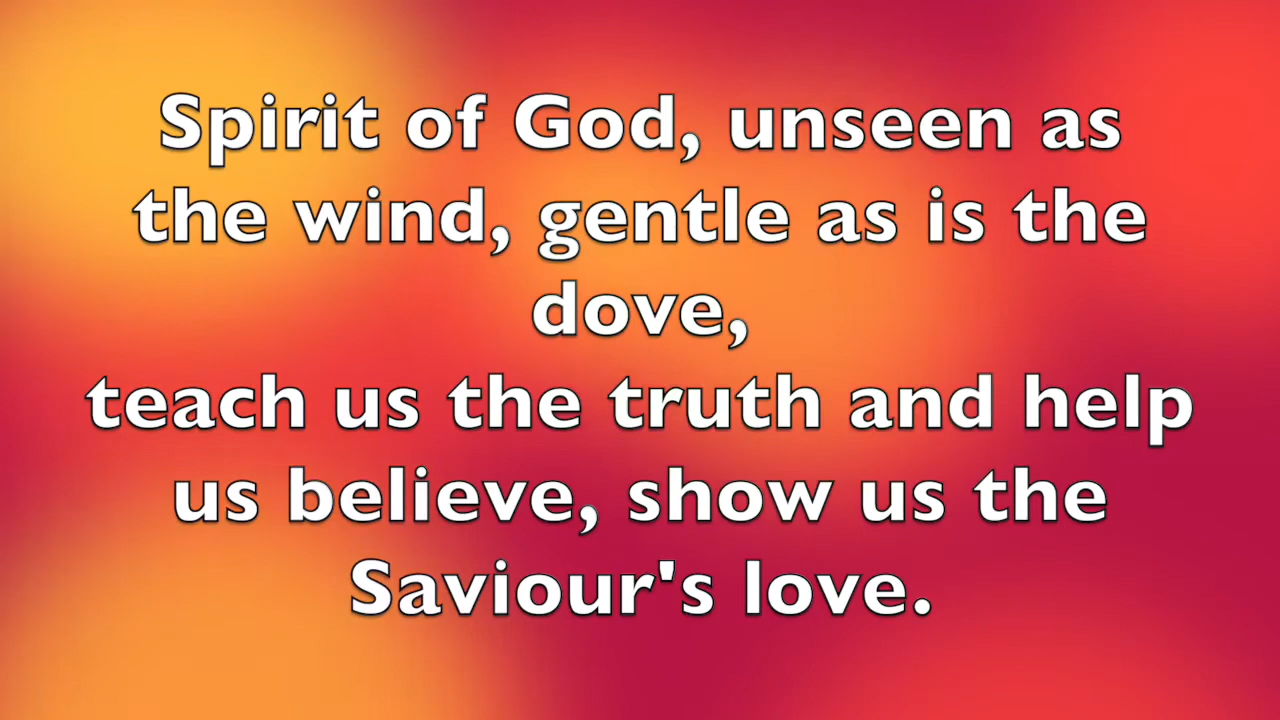 Spirit of God, unseen as
the wind, gentle as is the
dove,
teach us the truth and help
us believe, show us the
Saviour's love.